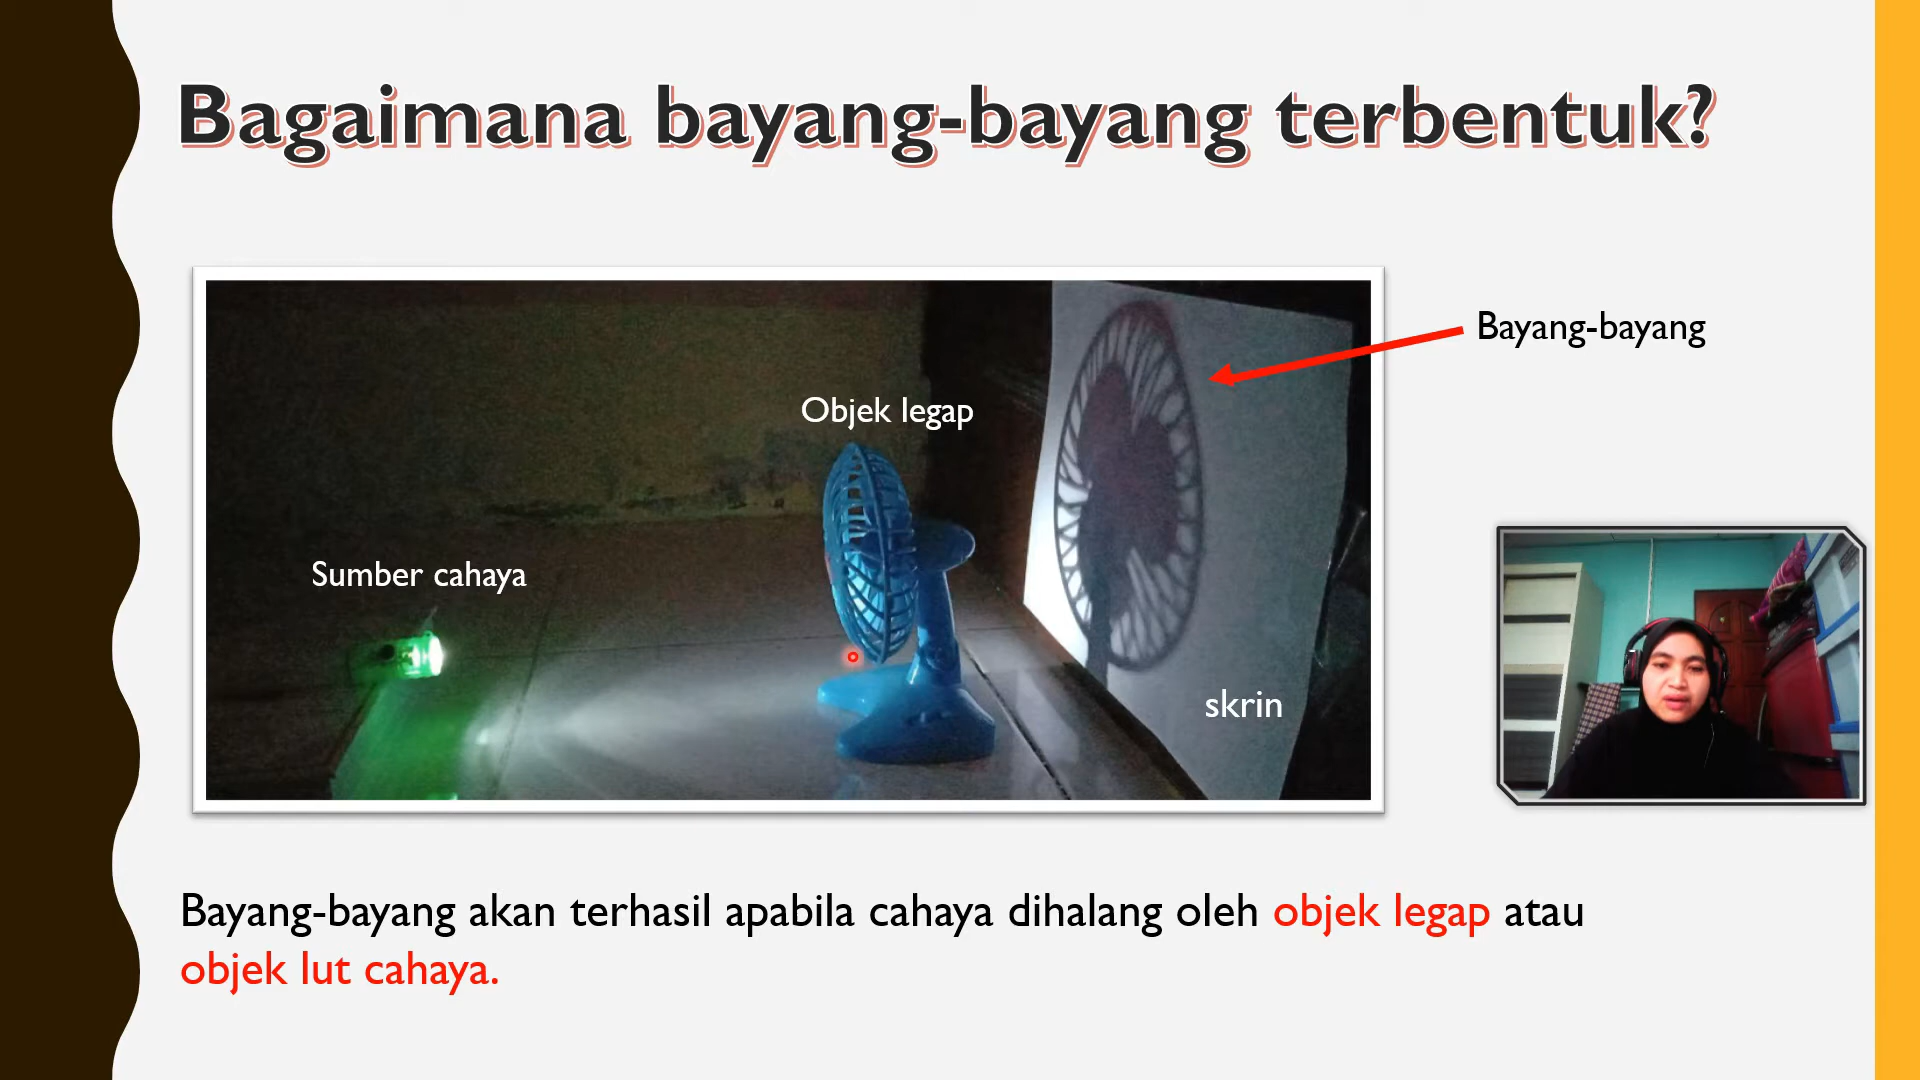 Bagaimana bayang-bayang terbentuk?
Bayang-bayang
Objek legap
Sumber cahaya
skrin
Bayang-bayang akan terhasil apabila cahaya dihalang oleh objek legap atau
objek lut cahaya.